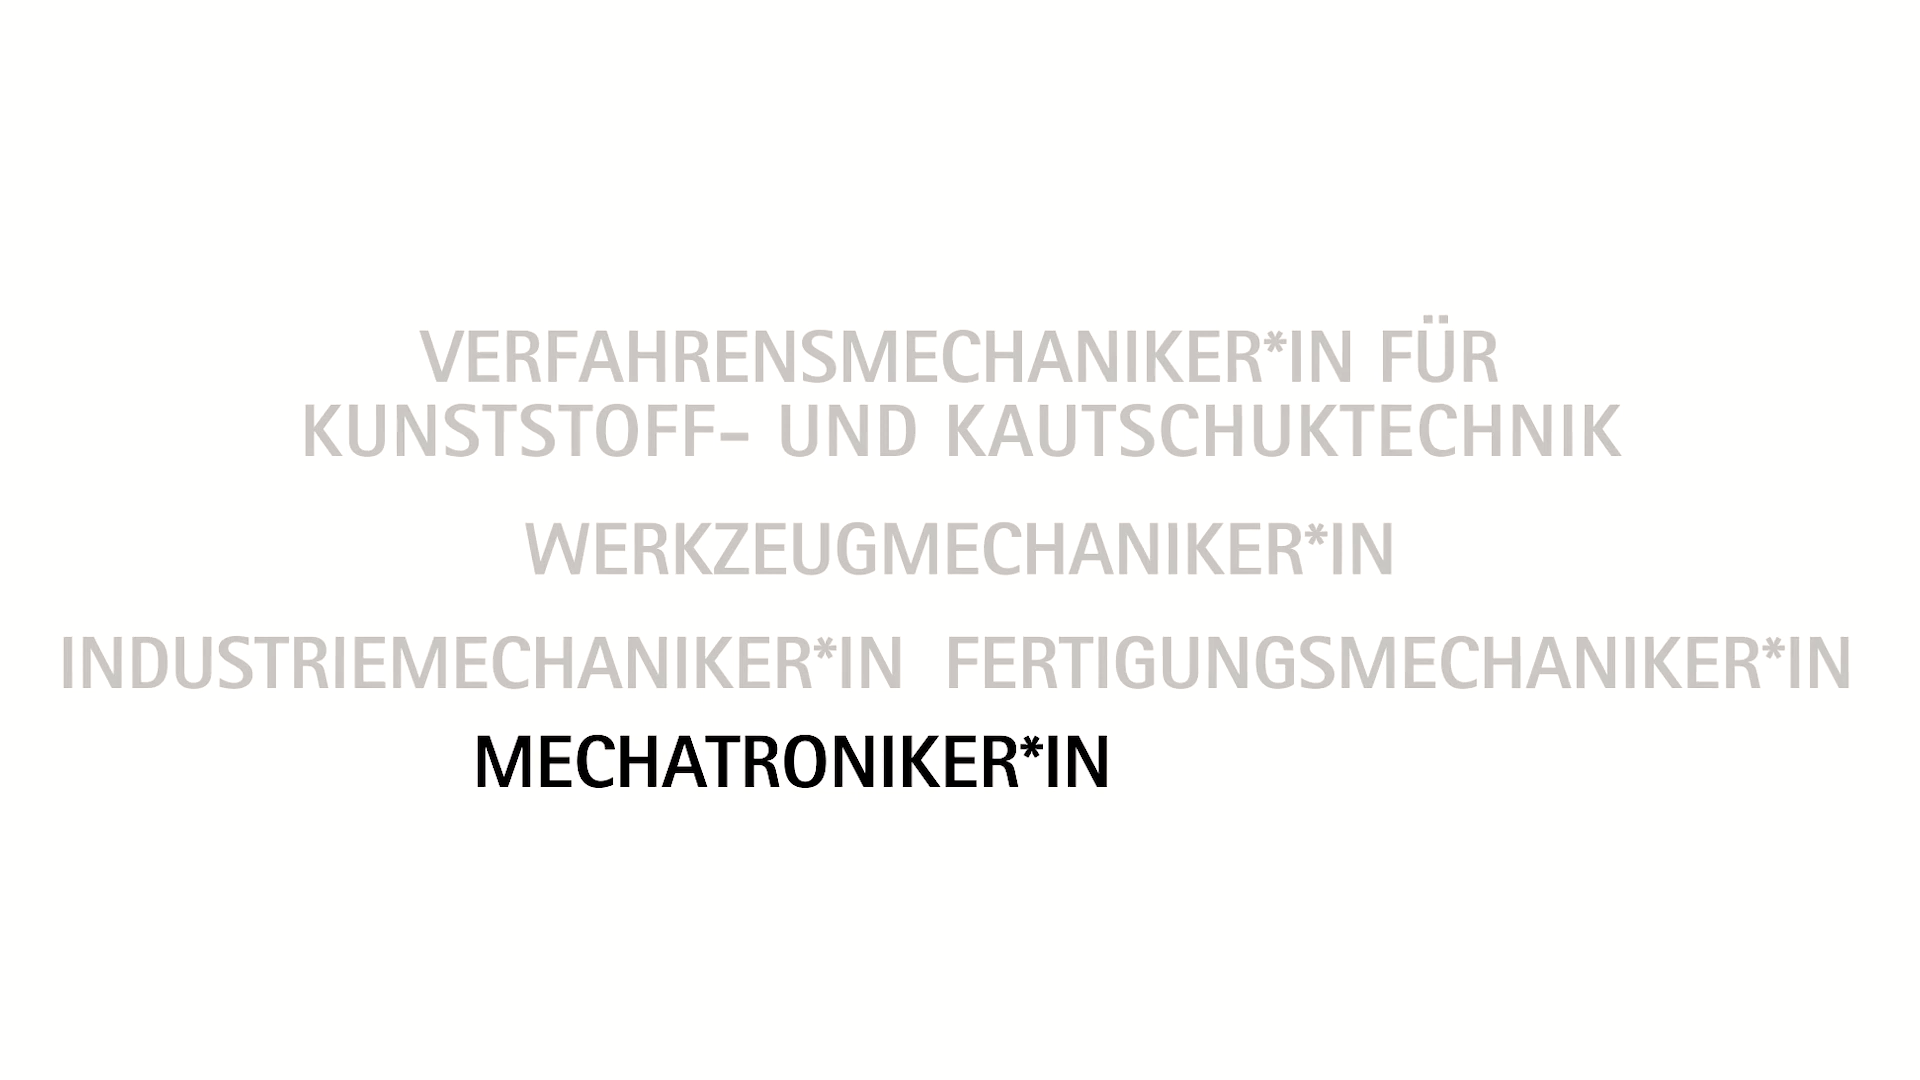 VERFAHRENSMECHANIKER*IN FÜR
KUNSTSTOFF- UND KAUTSCHUKTECHNIK
WERKZEUGMECHANIKER*IN
INDUSTRIEMECHANIKER*IN FERTIGUNGSMECHANIKER*IN
MECHATRONIKER*IN